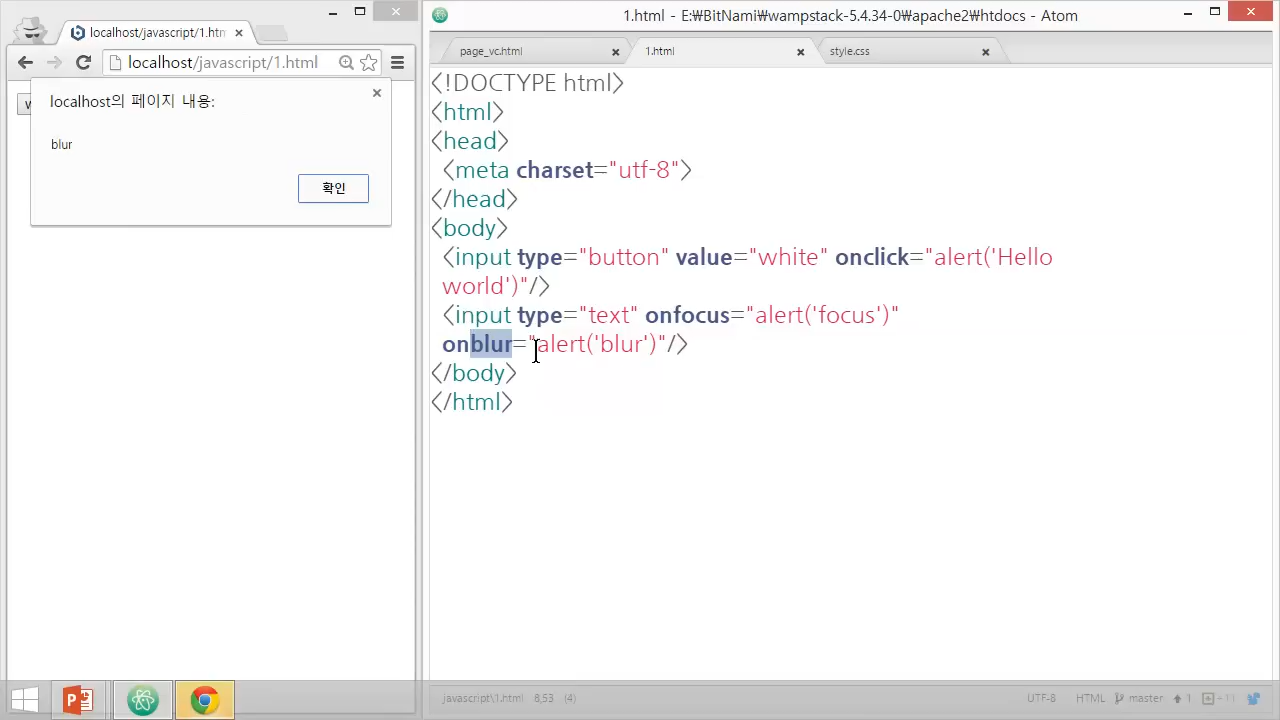 localhost/javascript/1.htn
localhost/javascript/1.html
localhost의 페이지 내용:
blur
확인
1.html - E:₩BitNami₩wampstack-5.4.34-0₩apache2₩htdocs - Atom
page_vc.html
1.html
style.css
<!DOCTYPE html>
<html>
<head>
<meta charset="utf-8">
</head>
<body>
<input type="button" value="white" onclick="alert('Hello
world')"/>
<input type="text" onfocus="alert('focus')"
onblur="alert('blur')"/>
</body>
</html>
javascript\1.html 8,53 (4)
UTF-8 HTML master 1 +11